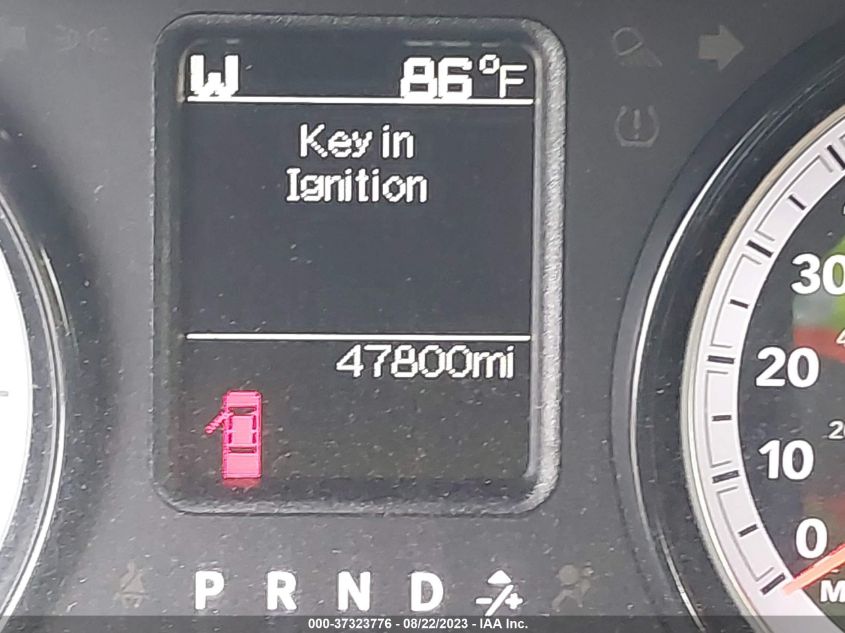 W 86°F
Key in
Ignition
47800mi
30
20
10
0
P R N D -/+
000-37323776 - 08/22/2023 - IAA Inc.